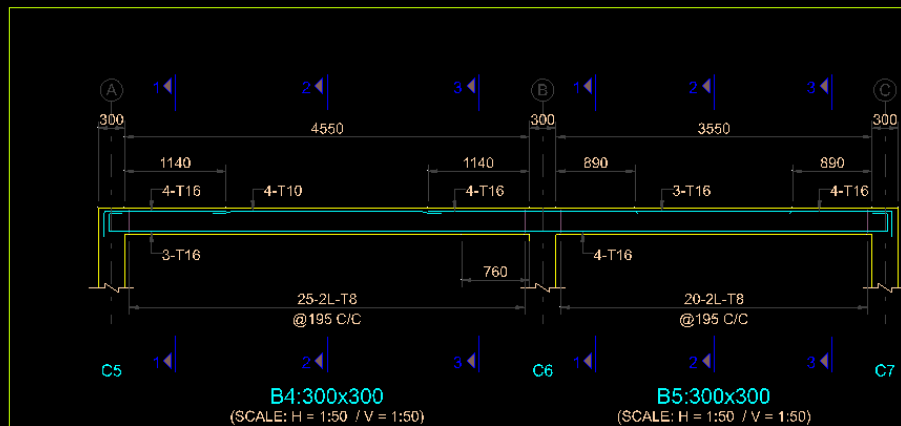 1 2 3 1 2 3
A B C
300 4550 300 3550 300
1140 1140 890 890
4-T16 4-T10 4-T16 3-T16 4-T16
3-T16 4-T16
760
25-2L-T8 20-2L-T8
@195 C/C @195 C/C
1 2 3 1 2 3
C5 C6 C7
B4:300x300 B5:300x300
(SCALE: H = 1:50 / V = 1:50) (SCALE: H = 1:50 / V = 1:50)